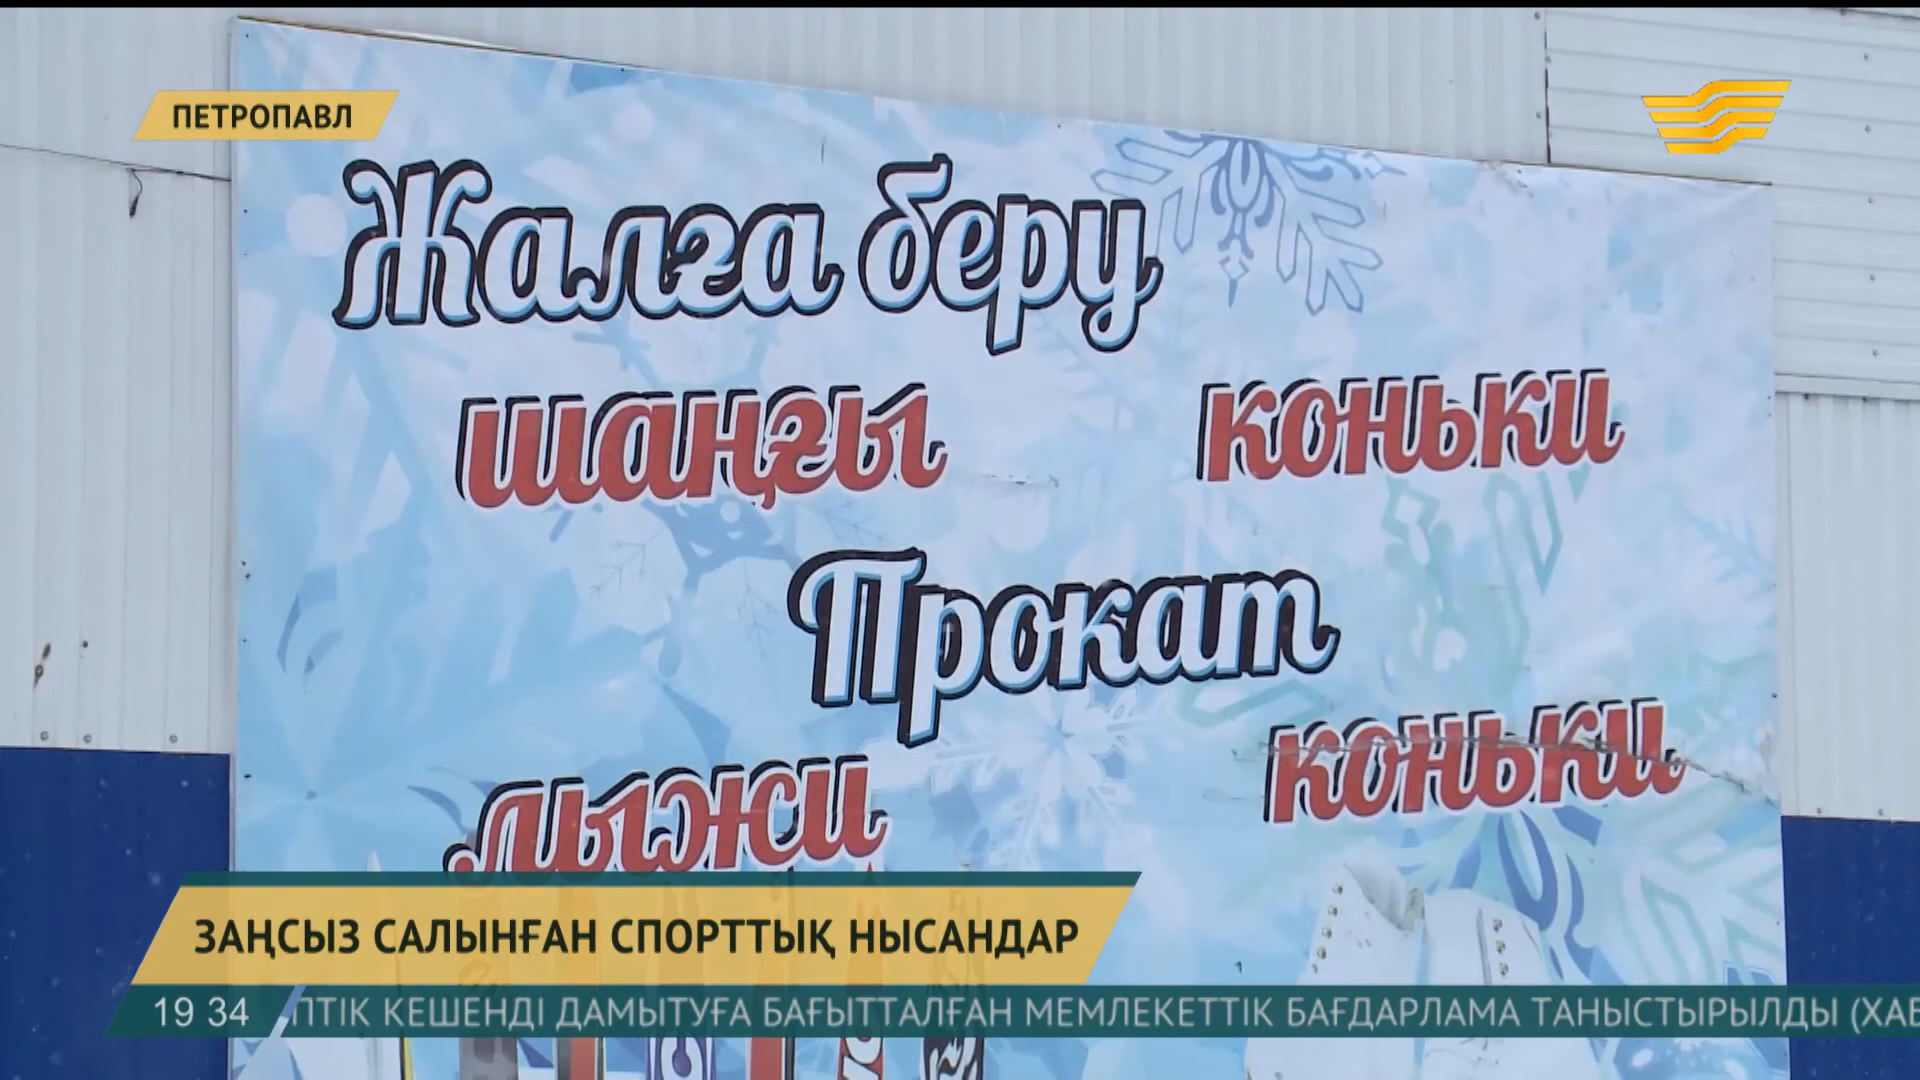 ПЕТРОПАВЛ
Жалға беру
шаңғы коньки
Прокат
лыжи коньки
ЗАҢСЫЗ САЛЫНҒАН СПОРТТЫҚ НЫСАНДАР
19 34 ПТІК КЕШЕНДІ ДАМЫТУҒА БАҒЫТТАЛҒАН МЕМЛЕКЕТТІК БАҒДАРЛАМА ТАНЫСТЫРЫЛДЫ (ХАВ